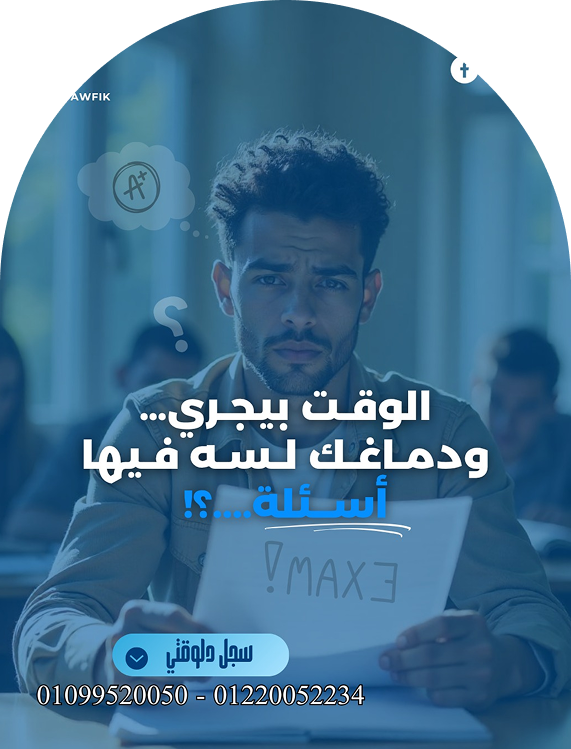 AWFIK
A+
؟
الوقت بيجري...
ودماغك لسه فيها
أسئلة....؟!
EXAM!
سجل دلوقتي
01099520050 - 01220052234